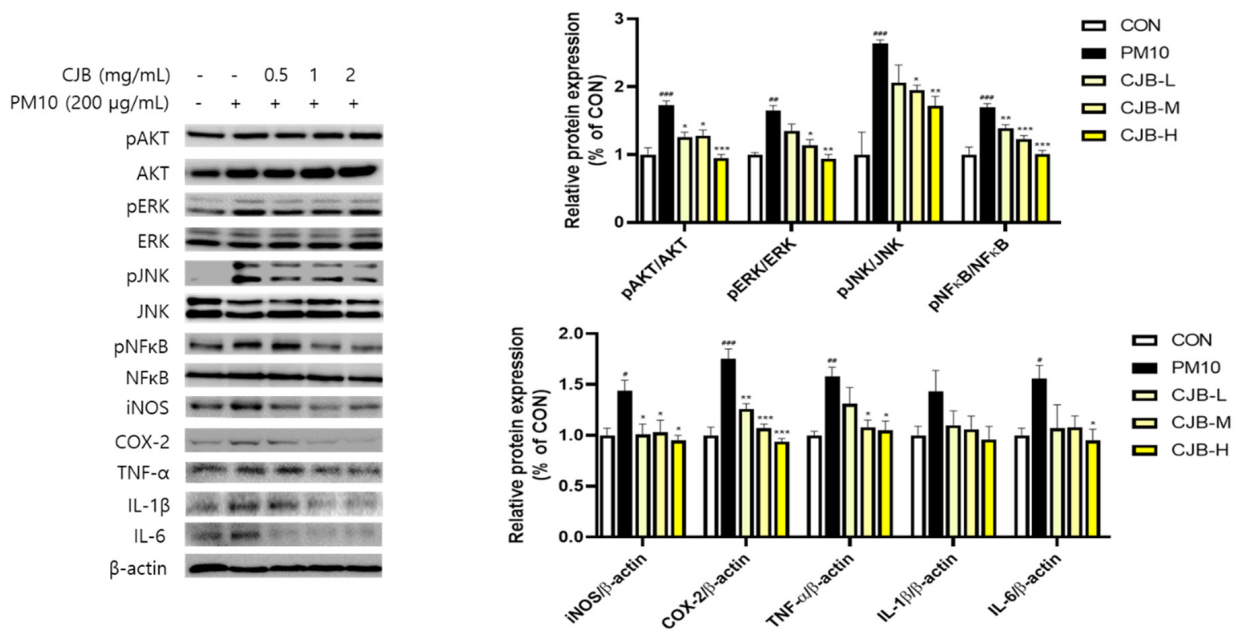 CJB (mg/mL) - - 0.5 1 2
PM10 (200 μg/mL) - + + + +
pAKT
AKT
pERK
ERK
pJNK
JNK
pNFκB
NFκB
iNOS
COX-2
TNF-α
IL-1β
IL-6
β-actin
Relative protein expression
(% of CON)
3
2
1
0
###
*
*
***
##
*
**
###
*
**
###
**
***
***
pAKT/AKT
pERK/ERK
pJNK/JNK
pNFκB/NFκB
CON
PM10
CJB-L
CJB-M
CJB-H
Relative protein expression
(% of CON)
2.0
1.5
1.0
0.5
0.0
#
*
*
*
###
**
***
***
##
*
*
#
*
iNOS/β-actin
COX-2/β-actin
TNF-α/β-actin
IL-1β/β-actin
IL-6/β-actin
CON
PM10
CJB-L
CJB-M
CJB-H